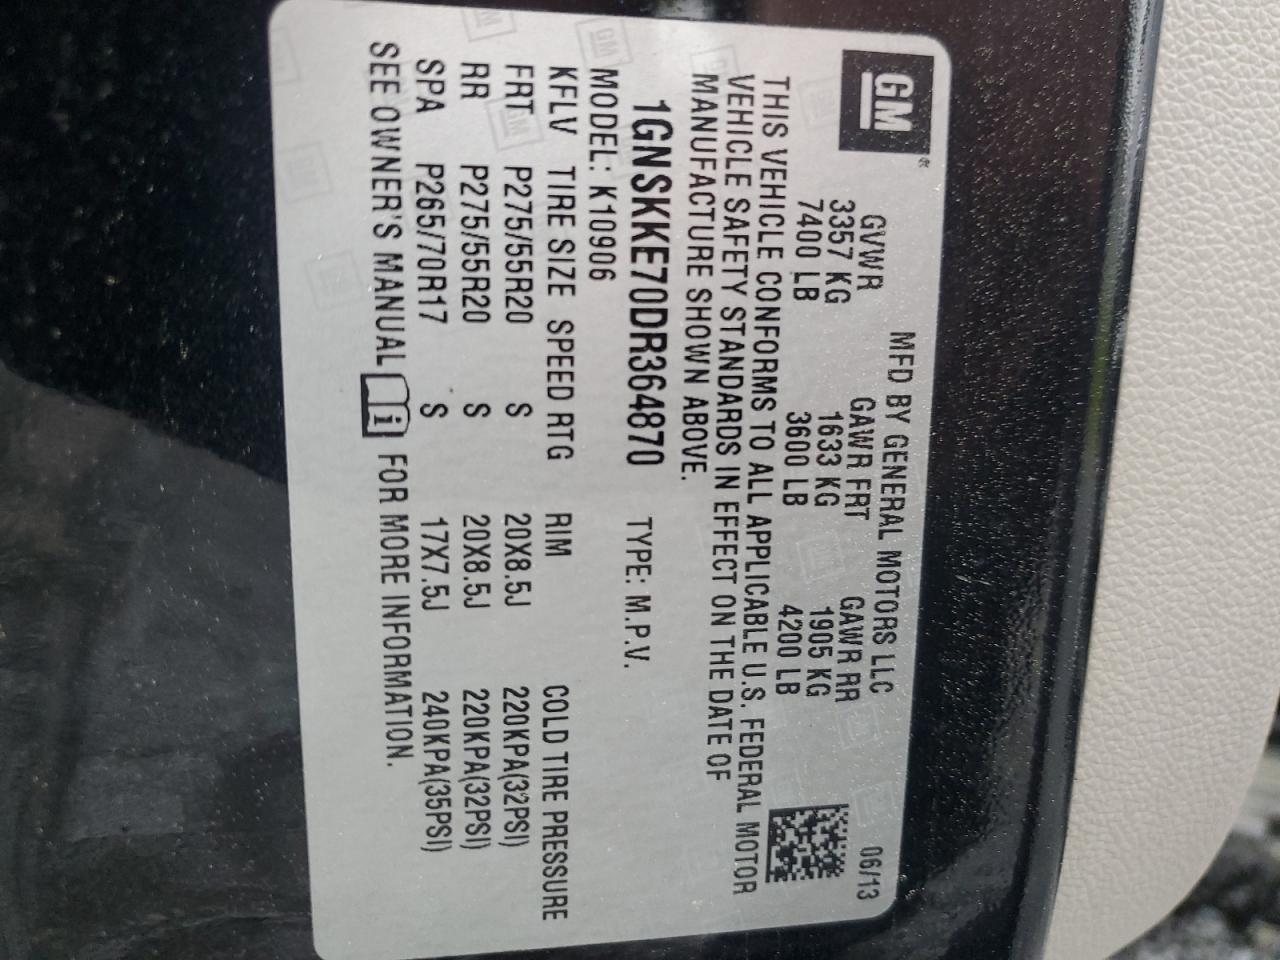 GM
MFD BY GENERAL MOTORS LLC 06/13
GVWR GAWR FRT GAWR RR
3357 KG 1633 KG 1905 KG
7400 LB 3600 LB 4200 LB
THIS VEHICLE CONFORMS TO ALL APPLICABLE U.S. FEDERAL MOTOR
VEHICLE SAFETY STANDARDS IN EFFECT ON THE DATE OF
MANUFACTURE SHOWN ABOVE.
1GNSKKE70DR364870 TYPE: M.P.V.
MODEL: K10906
KFLV TIRE SIZE SPEED RTG RIM COLD TIRE PRESSURE
FRT P275/55R20 S 20X8.5J 220KPA(32PSI)
RR P275/55R20 S 20X8.5J 220KPA(32PSI)
SPA P265/70R17 S 17X7.5J 240KPA(35PSI)
SEE OWNER'S MANUAL i FOR MORE INFORMATION.